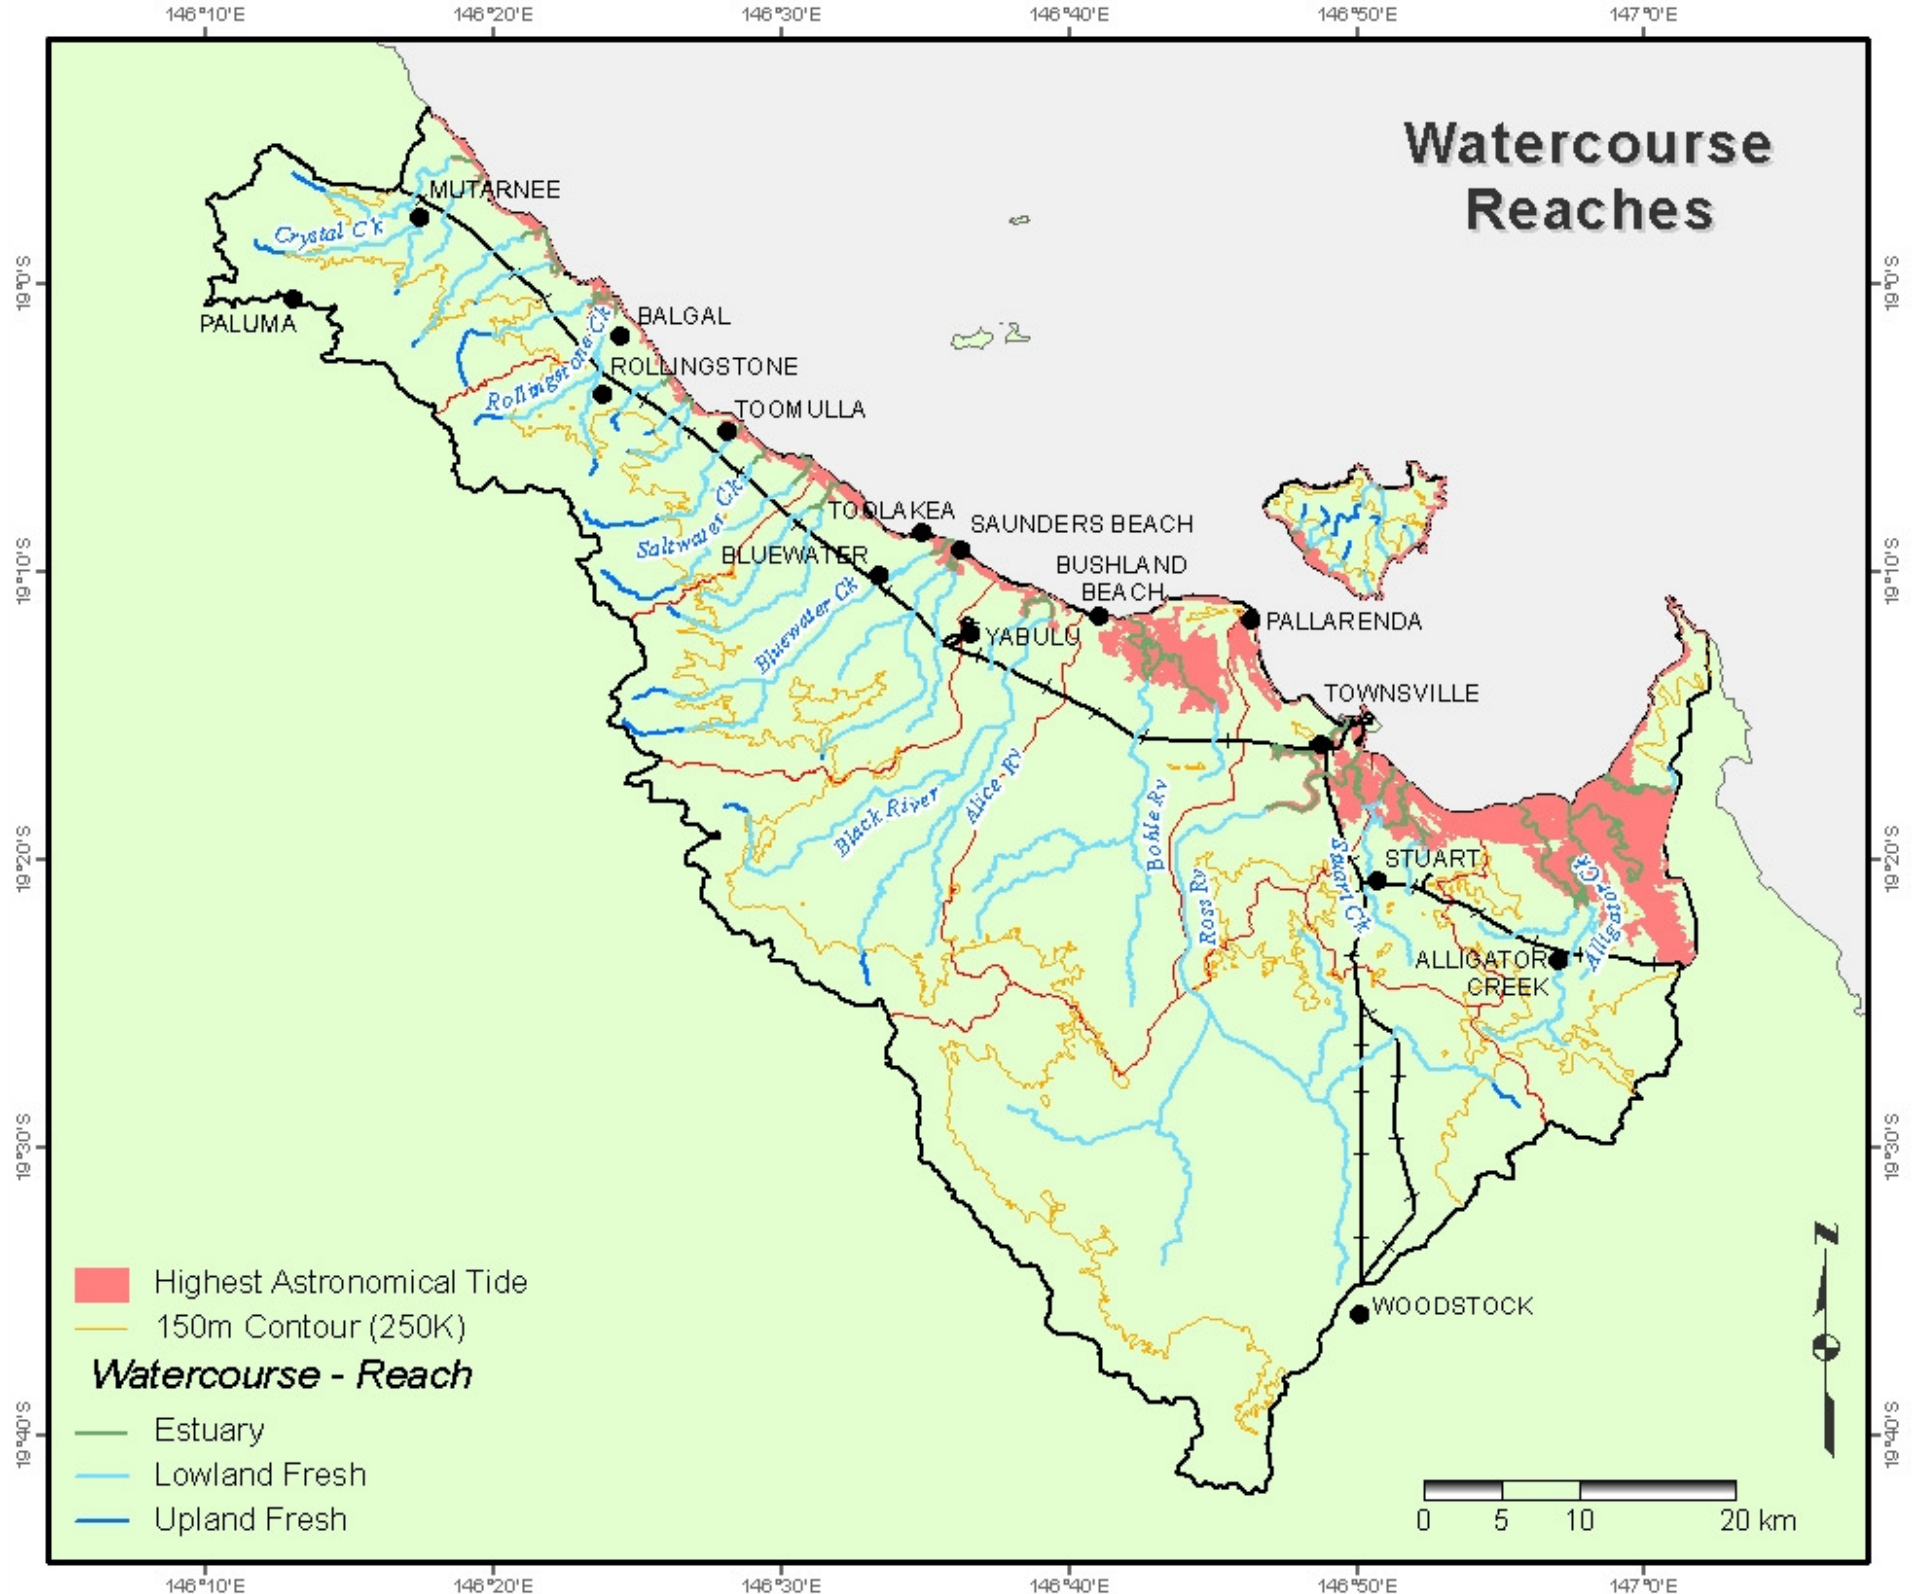 146°10'E 146°20'E 146°30'E 146°40'E 146°50'E 147°0'E
Watercourse
Reaches
MUTARNEE
Crystal Ck
19°0'S 19°0'S
PALUMA
BALGAL
Rollingstone Ck
ROLLINGSTONE
TOOMULLA
Saltwater Ck
TOOLAKEA
SAUNDERS BEACH
BLUEWATER
BUSHLAND
BEACH
19°10'S 19°10'S
Bluewater Ck
YABULU
PALLARENDA
TOWNSVILLE
Black River
Alice Rv
Bohle Rv
19°20'S 19°20'S
Stuart Ck
STUART
Ross Rv
Alligator Ck
ALLIGATOR
CREEK
19°30'S 19°30'S
N
Highest Astronomical Tide
150m Contour (250K)
WOODSTOCK
Watercourse - Reach
Estuary
19°40'S 19°40'S
Lowland Fresh
Upland Fresh
0 5 10 20 km
146°10'E 146°20'E 146°30'E 146°40'E 146°50'E 147°0'E